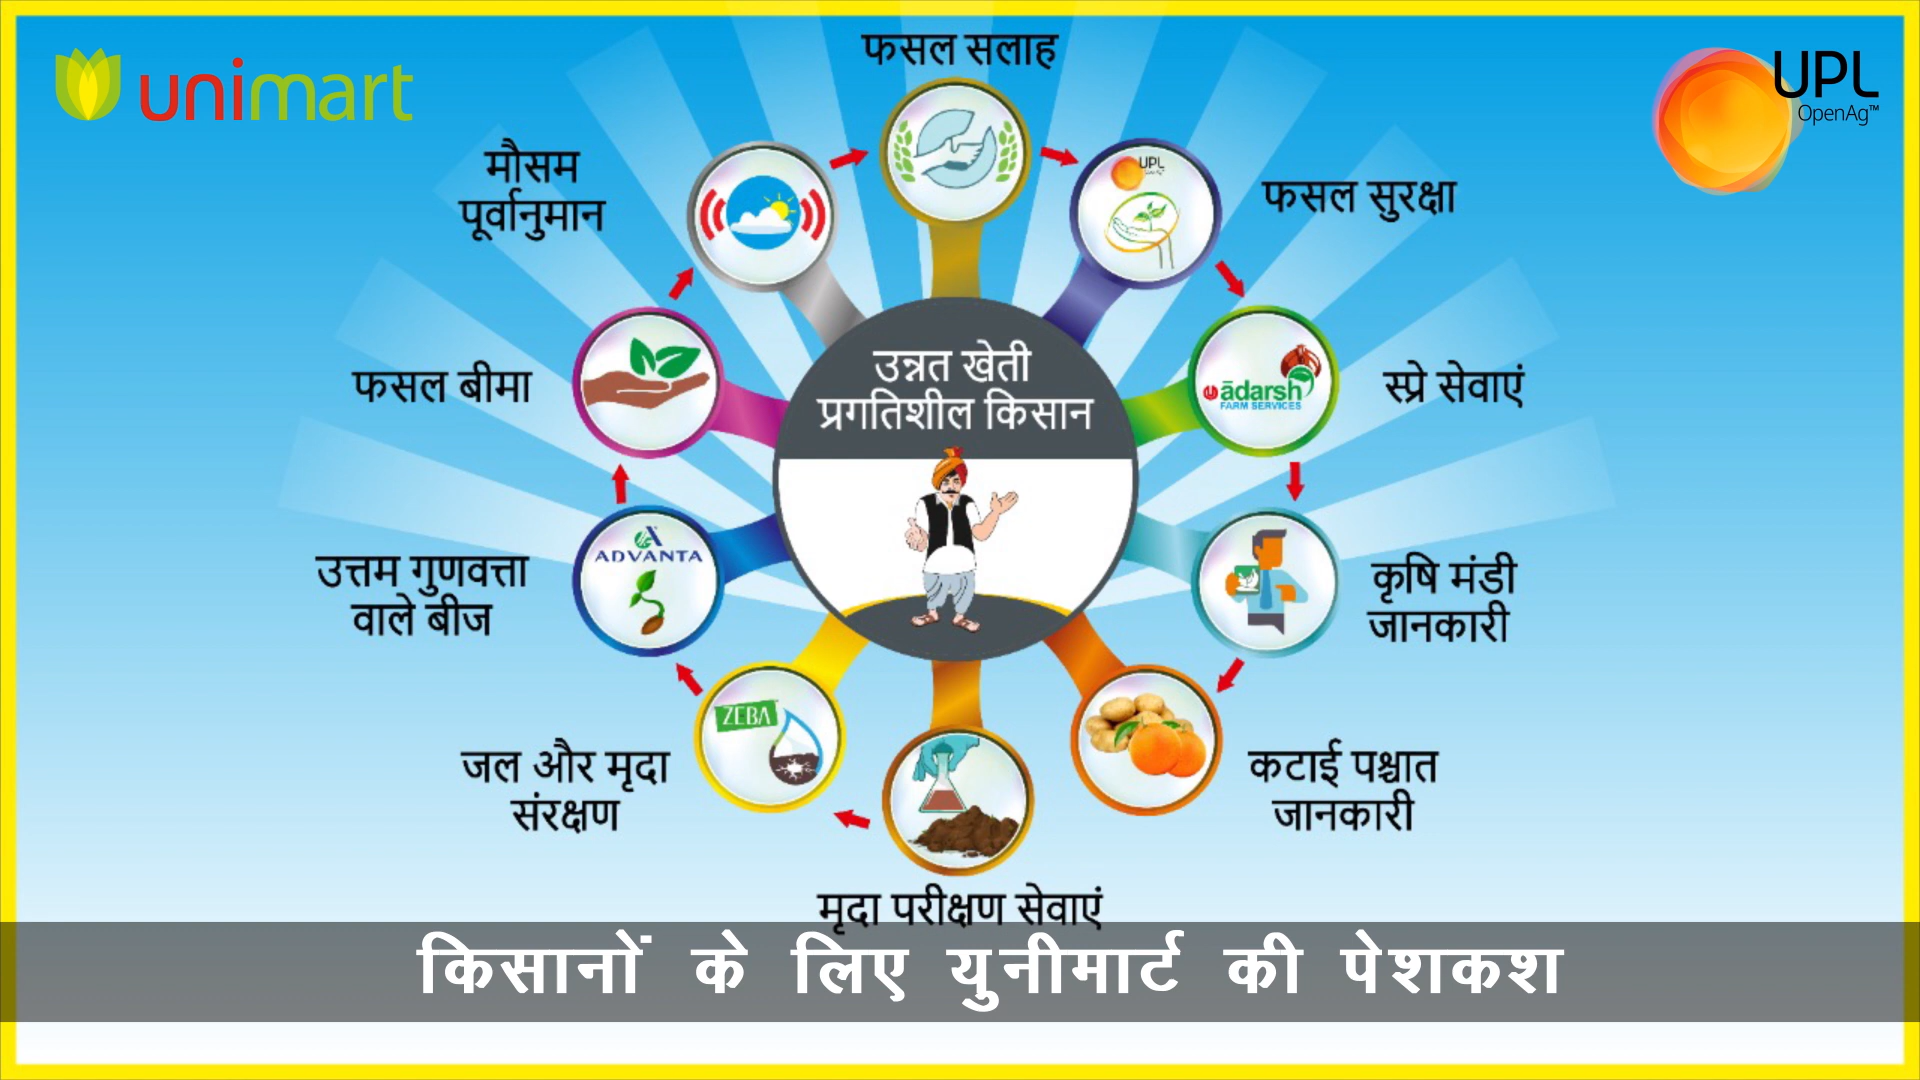 unimart
UPL
OpenAg™
फसल सलाह
UPL
फसल सुरक्षा
ādarsh
FARM SERVICES
स्प्रे सेवाएं
कृषि मंडी
जानकारी
कटाई पश्चात
जानकारी
मृदा परीक्षण सेवाएं
ZEBA
जल और मृदा
संरक्षण
ADVANTA
उत्तम गुणवत्ता
वाले बीज
फसल बीमा
मौसम
पूर्वानुमान
उन्नत खेती
प्रगतिशील किसान
किसानों के लिए युनीमार्ट की पेशकश